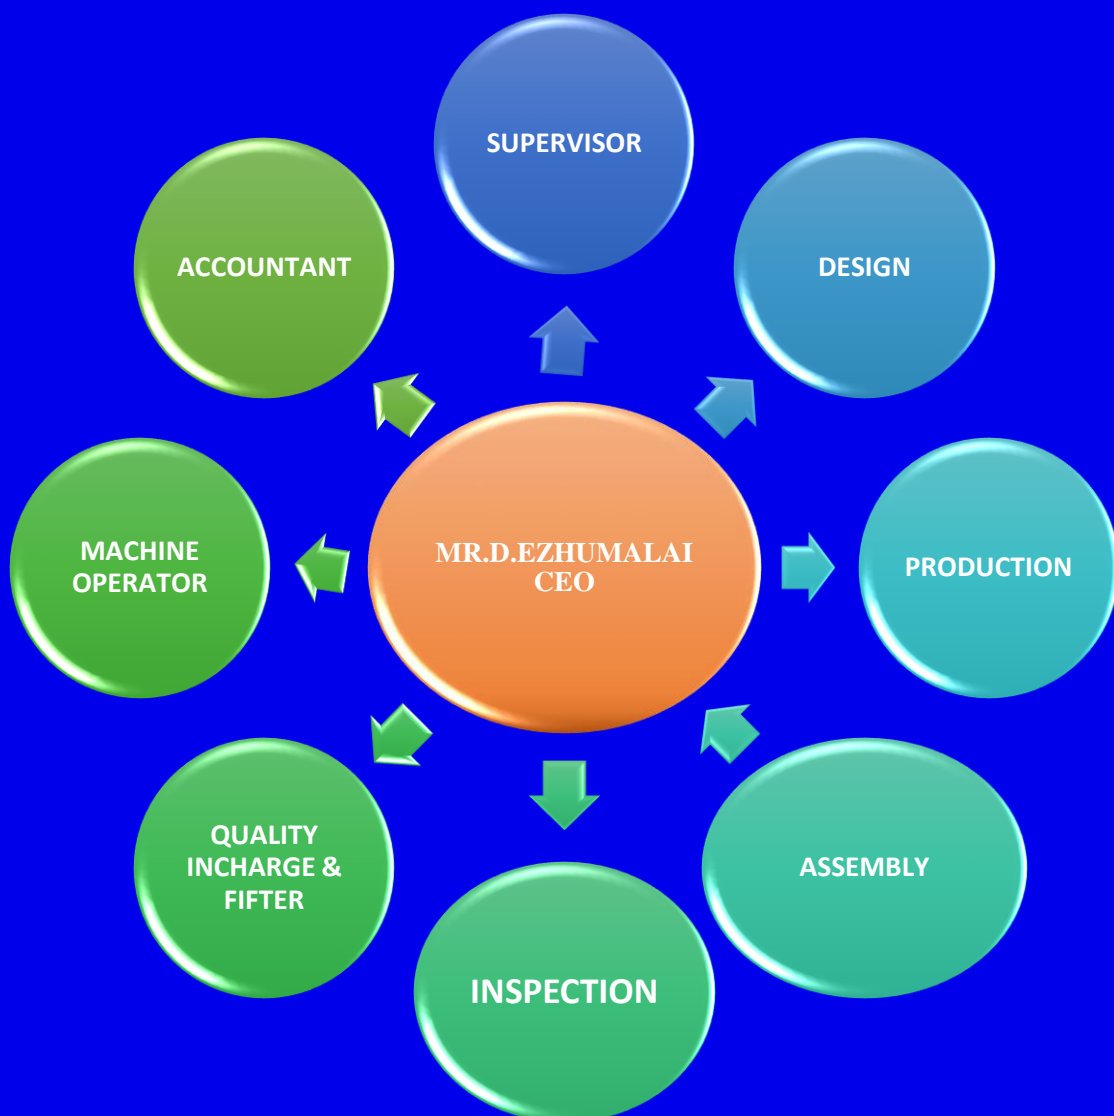 SUPERVISOR
ACCOUNTANT
DESIGN
MR.D.EZHUMALAI
CEO
MACHINE
OPERATOR
PRODUCTION
QUALITY
INCHARGE &
FIFTER
ASSEMBLY
INSPECTION